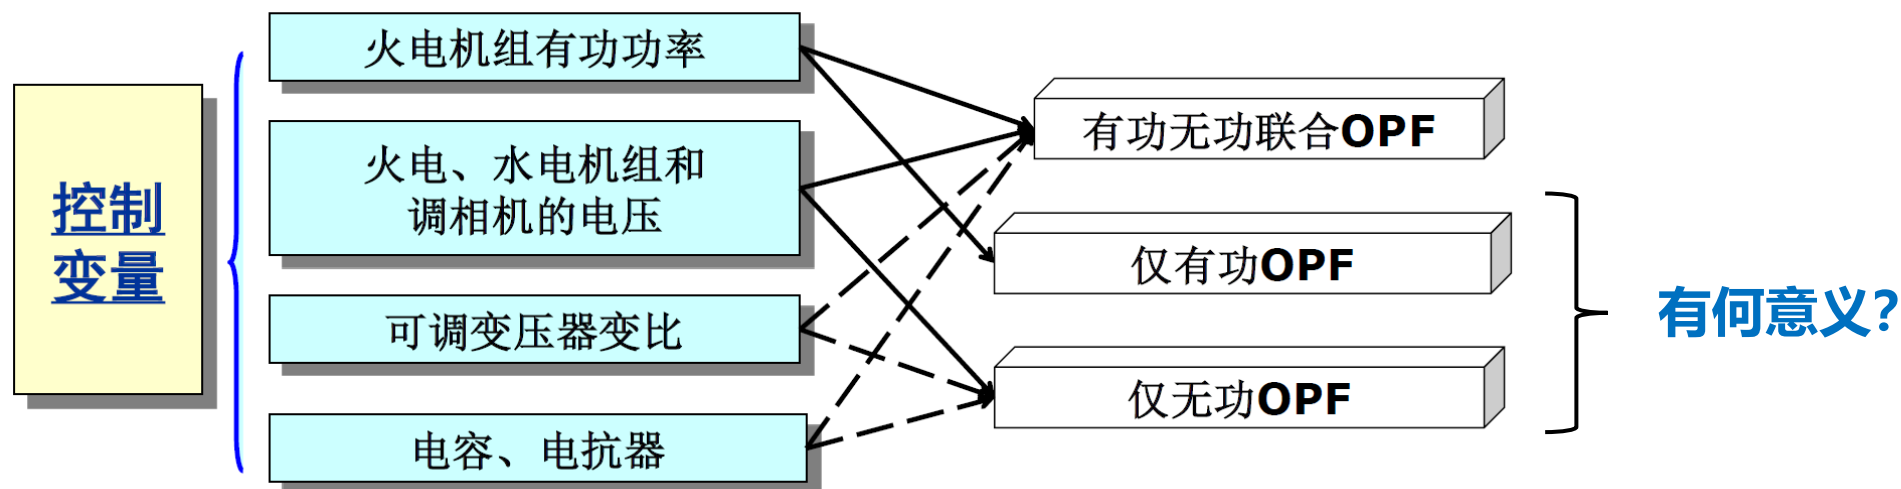 控制
变量
火电机组有功功率
火电、水电机组和
调相机的电压
可调变压器变比
电容、电抗器
有功无功联合OPF
仅有功OPF
仅无功OPF
有何意义?